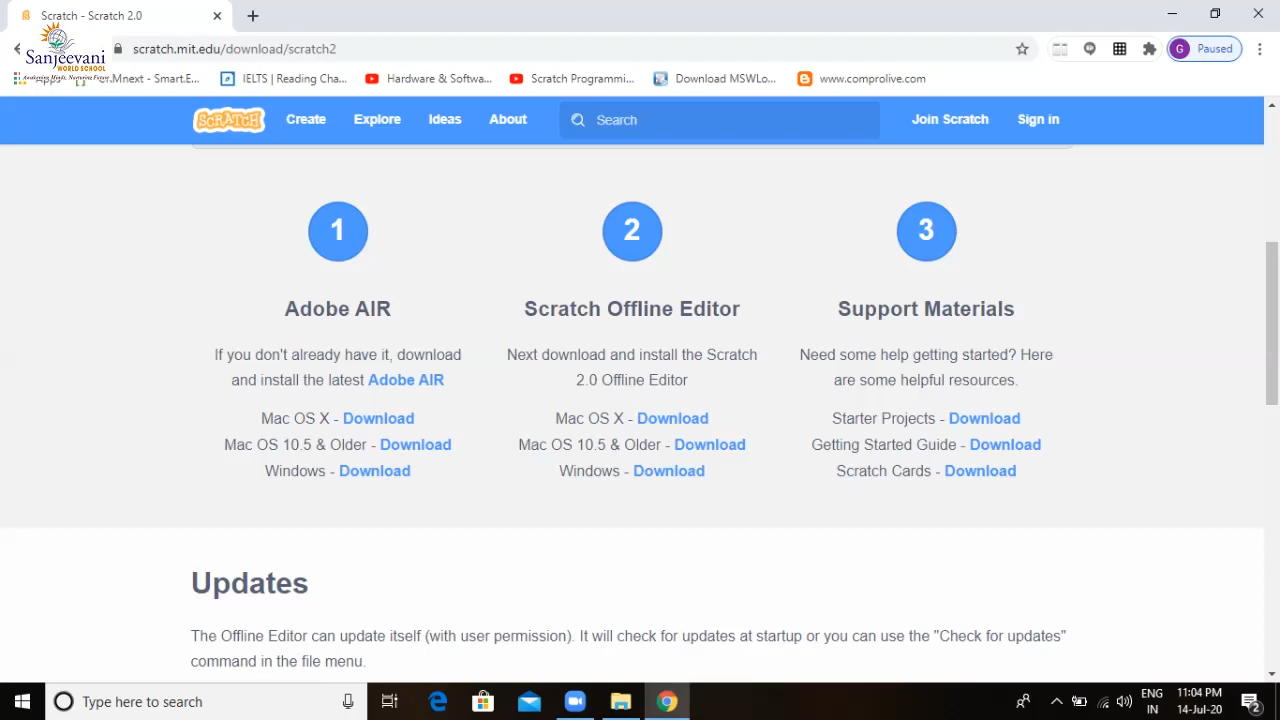 Scratch - Scratch 2.0
Sanjeevani
WORLD SCHOOL
Awakening Minds, Nurturing Future
scratch.mit.edu/download/scratch2
G Paused
Apps
CT.Mnext - Smart.E...
IELTS | Reading Cha...
Hardware & Softwa...
Scratch Programmi...
Download MSWLo...
www.comprolive.com
SCRATCH Create Explore Ideas About Search Join Scratch Sign in
1
Adobe AIR
If you don't already have it, download
and install the latest Adobe AIR
Mac OS X - Download
Mac OS 10.5 & Older - Download
Windows - Download
2
Scratch Offline Editor
Next download and install the Scratch
2.0 Offline Editor
Mac OS X - Download
Mac OS 10.5 & Older - Download
Windows - Download
3
Support Materials
Need some help getting started? Here
are some helpful resources.
Starter Projects - Download
Getting Started Guide - Download
Scratch Cards - Download
Updates
The Offline Editor can update itself (with user permission). It will check for updates at startup or you can use the "Check for updates"
command in the file menu.
Type here to search
ENG
IN
11:04 PM
14-Jul-20
2